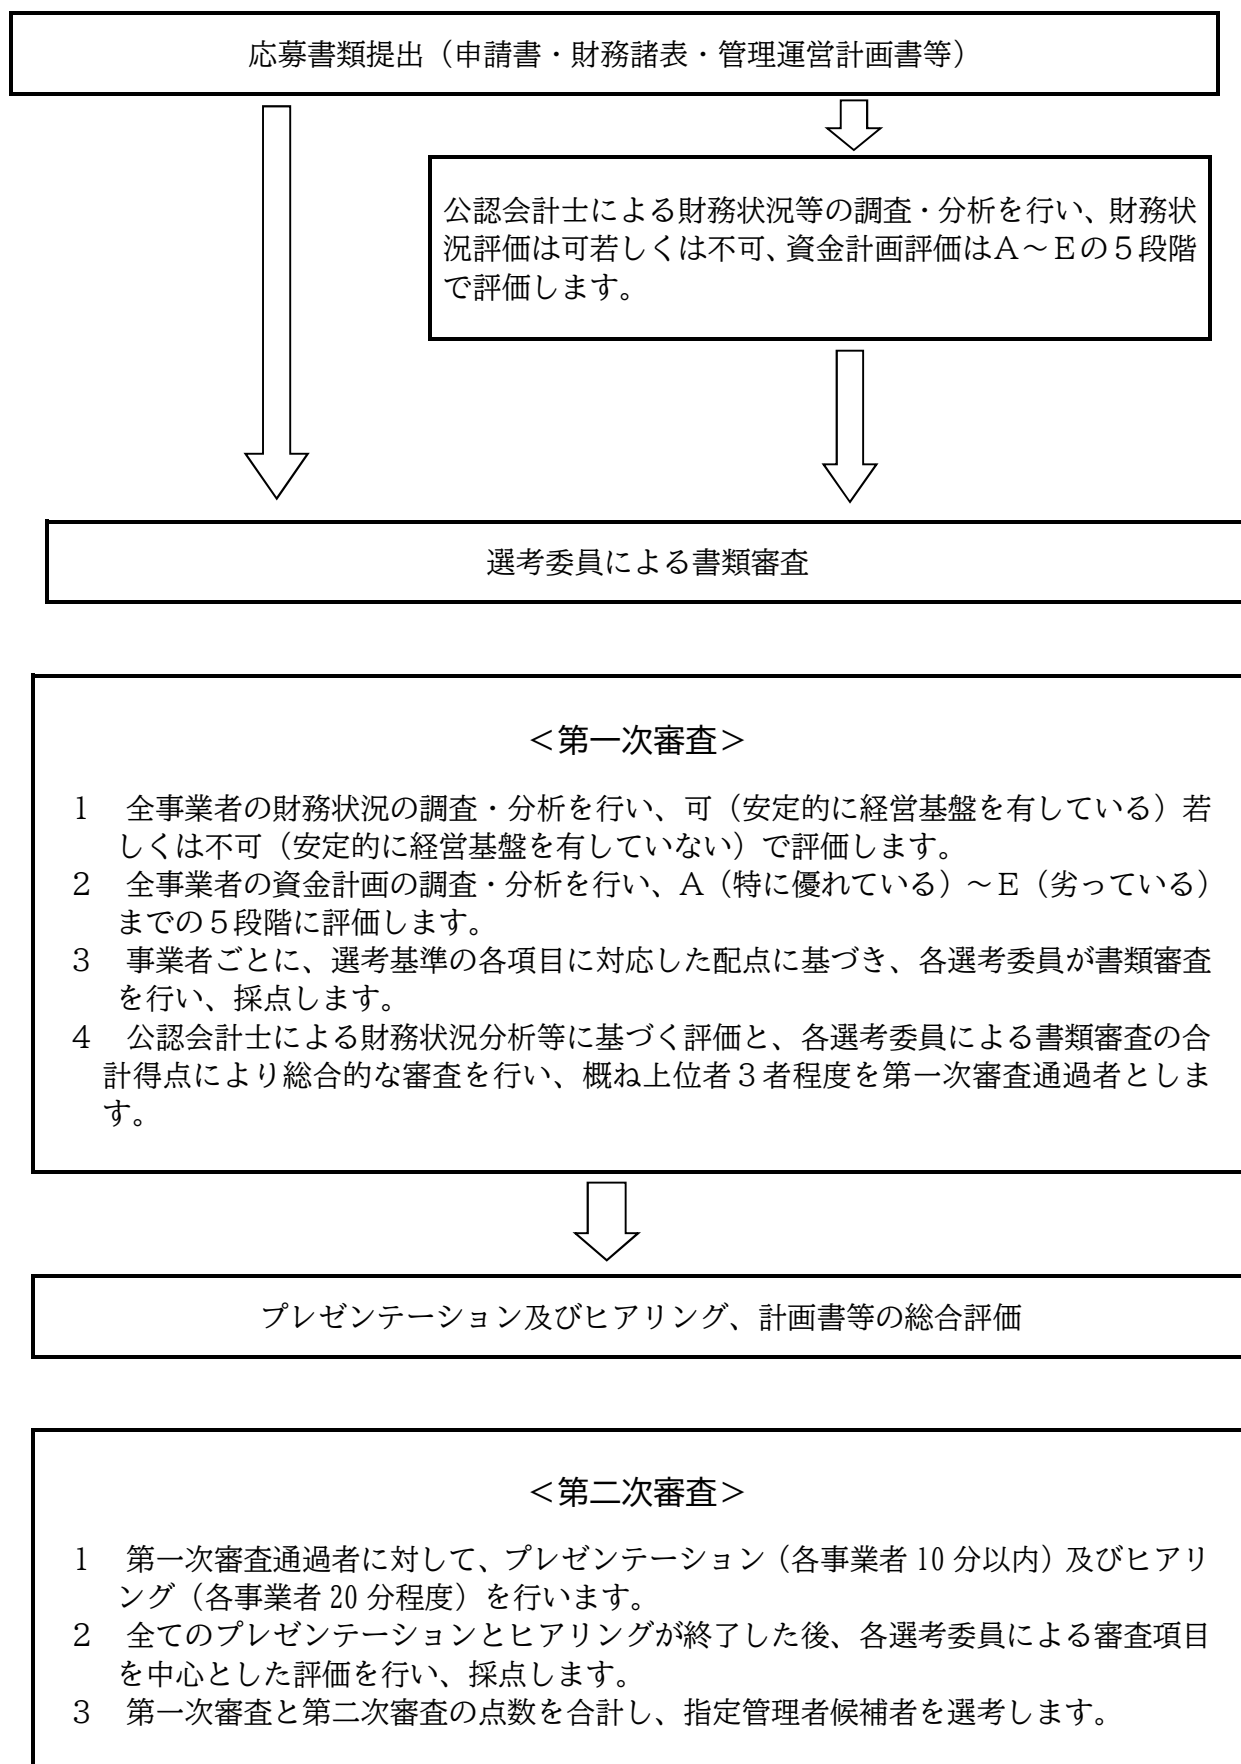 応募書類提出（申請書・財務諸表・管理運営計画書等）
公認会計士による財務状況等の調査・分析を行い、財務状
況評価は可若しくは不可、資金計画評価はＡ～Ｅの５段階
で評価します。
選考委員による書類審査
＜第一次審査＞
１　全事業者の財務状況の調査・分析を行い、可（安定的に経営基盤を有している）若
しくは不可（安定的に経営基盤を有していない）で評価します。
２　全事業者の資金計画の調査・分析を行い、Ａ（特に優れている）～Ｅ（劣っている）
までの５段階に評価します。
３　事業者ごとに、選考基準の各項目に対応した配点に基づき、各選考委員が書類審査
を行い、採点します。
４　公認会計士による財務状況分析等に基づく評価と、各選考委員による書類審査の合
計得点により総合的な審査を行い、概ね上位者３者程度を第一次審査通過者としま
す。
プレゼンテーション及びヒアリング、計画書等の総合評価
＜第二次審査＞
１　第一次審査通過者に対して、プレゼンテーション（各事業者 10 分以内）及びヒアリ
ング（各事業者 20 分程度）を行います。
２　全てのプレゼンテーションとヒアリングが終了した後、各選考委員による審査項目
を中心とした評価を行い、採点します。
３　第一次審査と第二次審査の点数を合計し、指定管理者候補者を選考します。